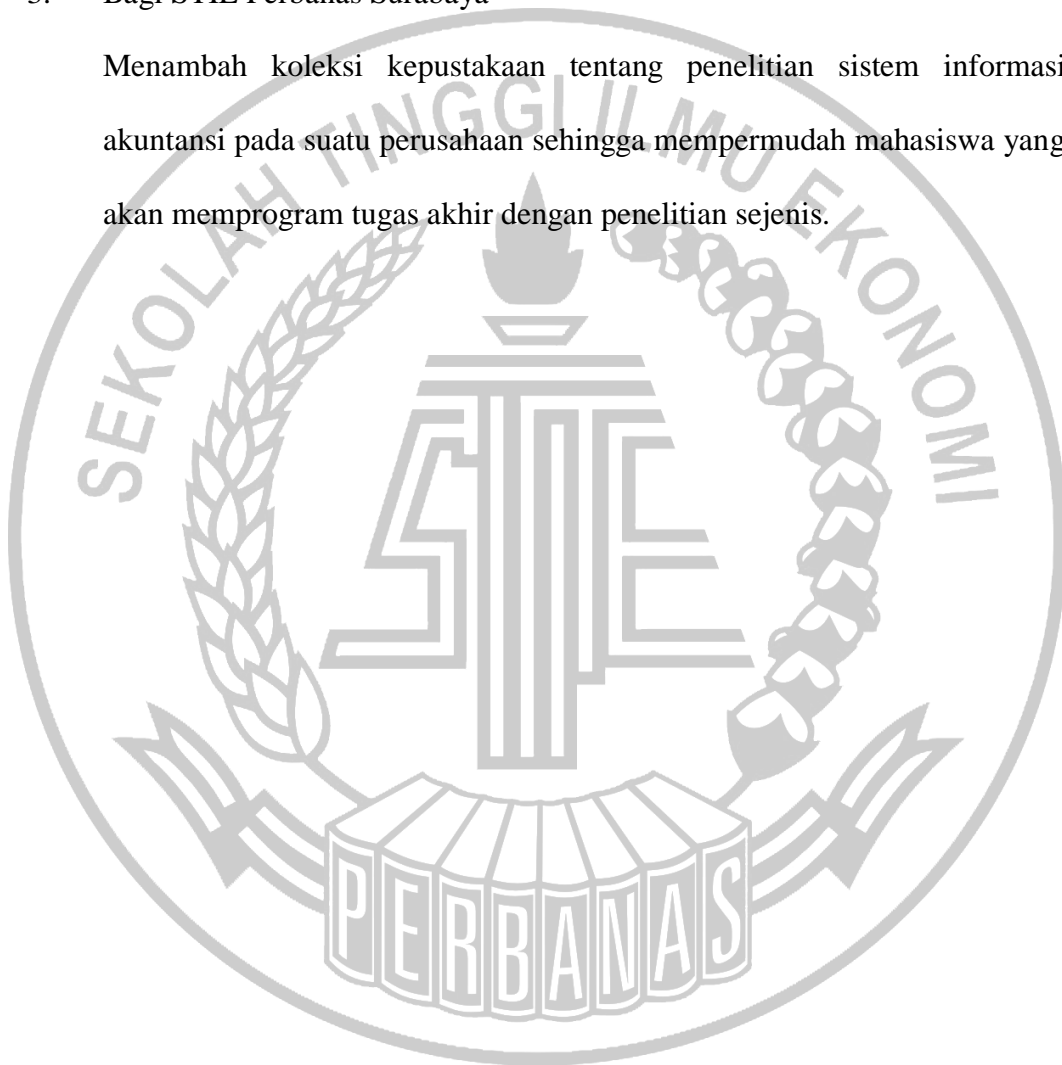 Bagi STIE Perbanas Surabaya
Menambah koleksi kepustakaan tentang penelitian sistem informasi
akuntansi pada suatu perusahaan sehingga mempermudah mahasiswa yang
akan memprogram tugas akhir dengan penelitian sejenis.
SEKOLAH TINGGI ILMU EKONOMI
STIE
PERBANAS